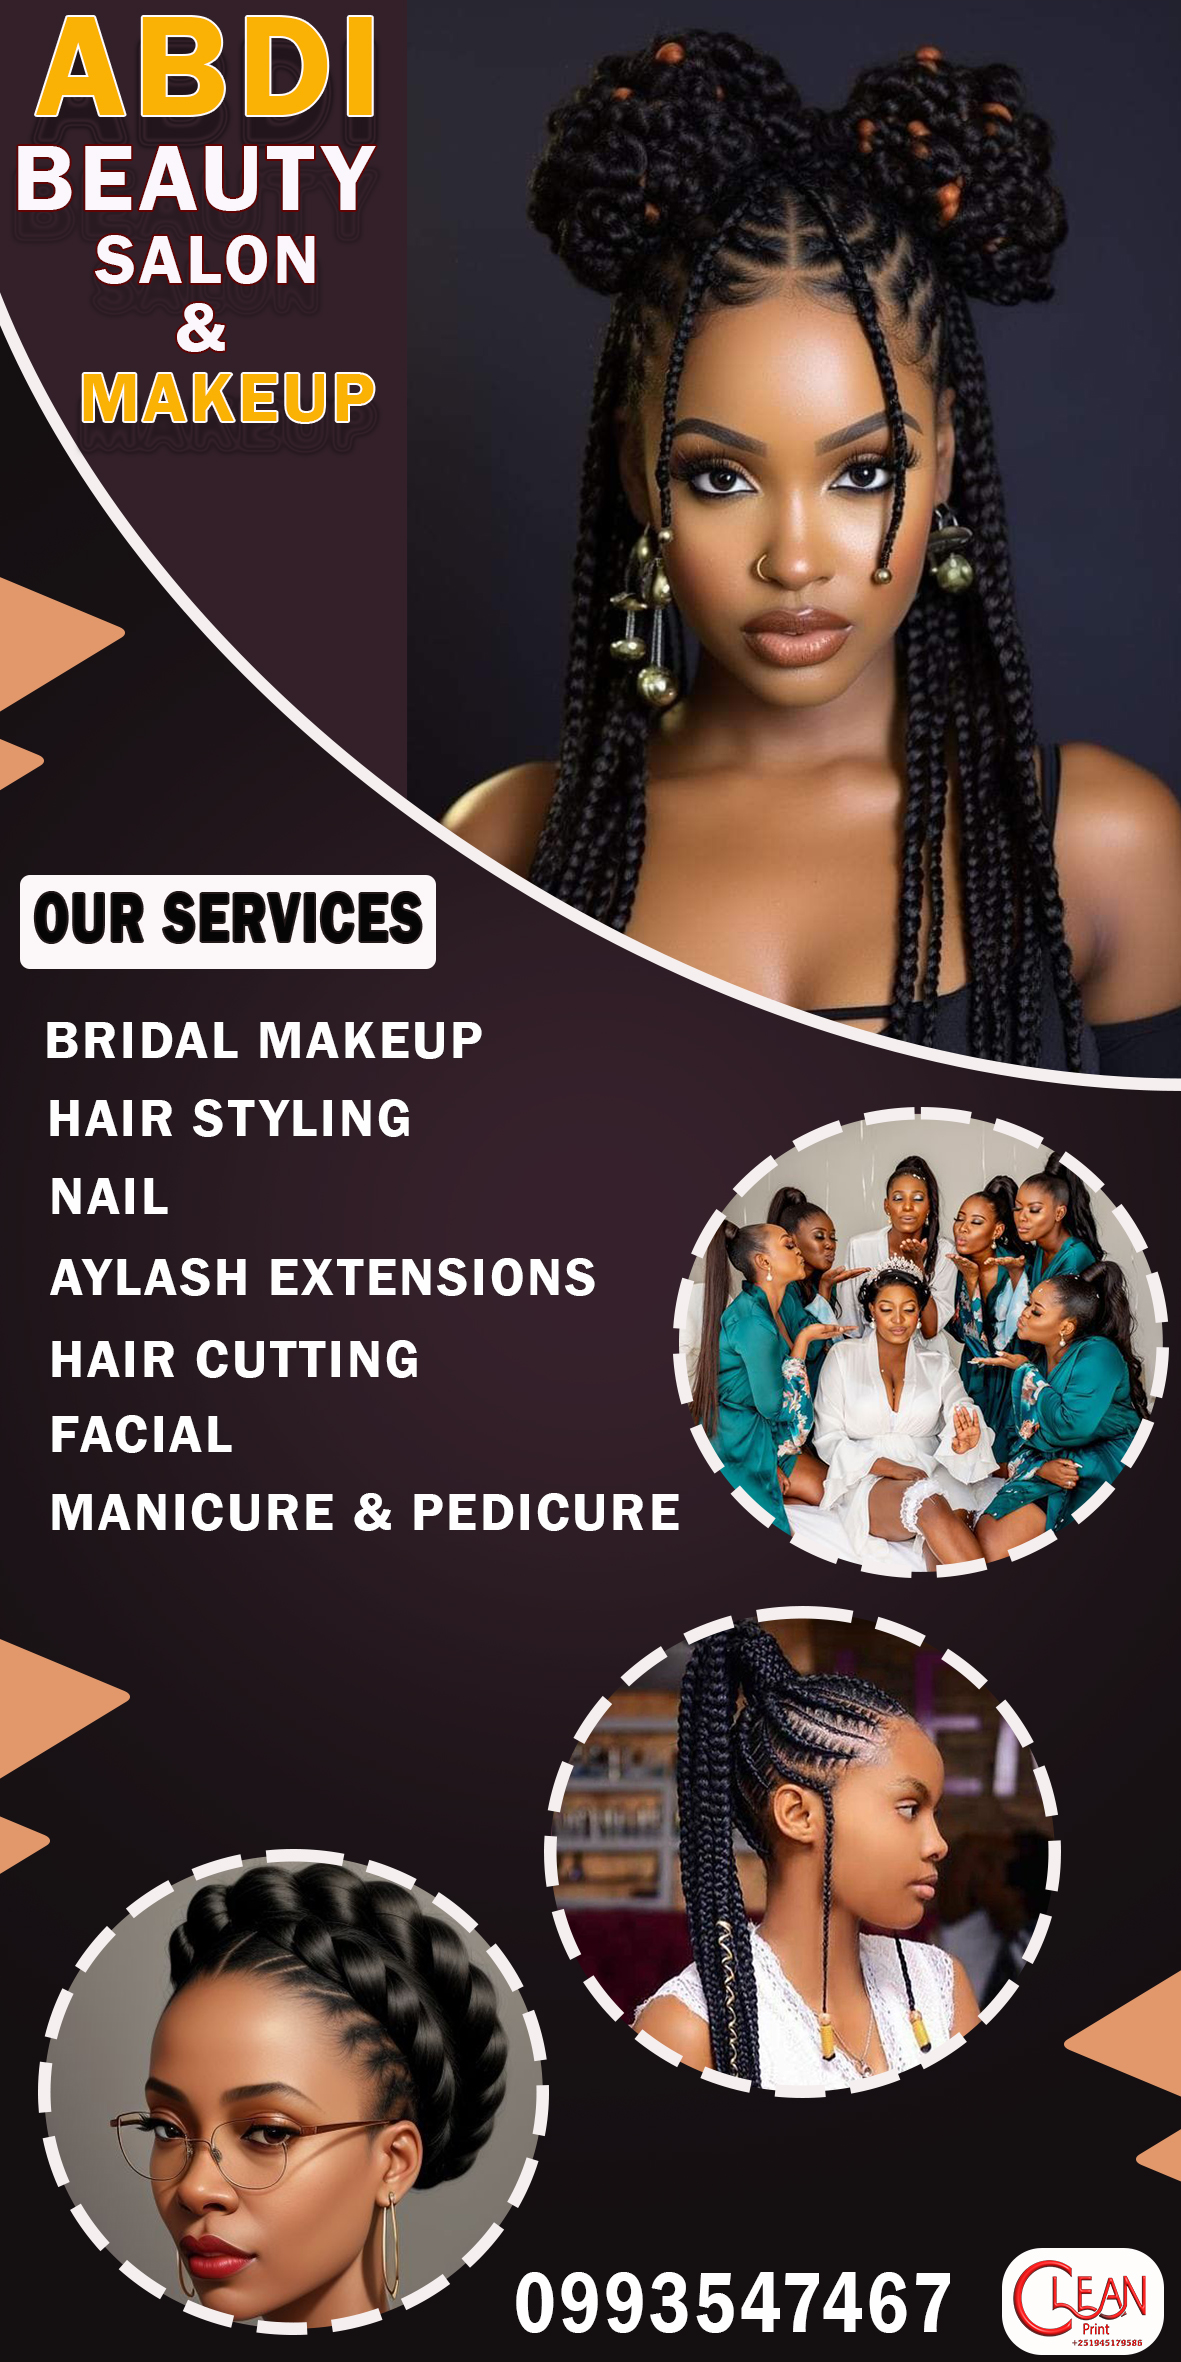 ABDI
BEAUTY
SALON
&
MAKEUP
OUR SERVICES
BRIDAL MAKEUP
HAIR STYLING
NAIL
AYLASH EXTENSIONS
HAIR CUTTING
FACIAL
MANICURE & PEDICURE
0993547467
CLEAN
Print
+251945179586